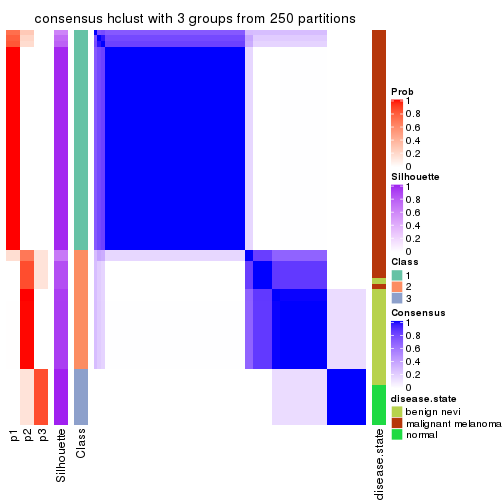 consensus hclust with 3 groups from 250 partitions
Prob
1
0.8
0.6
0.4
0.2
0
Silhouette
1
0.8
0.6
0.4
0.2
0
Class
1
2
3
Consensus
1
0.8
0.6
0.4
0.2
0
disease.state
benign nevi
malignant melanoma
normal
p1
p2
p3
Silhouette
Class
disease.state